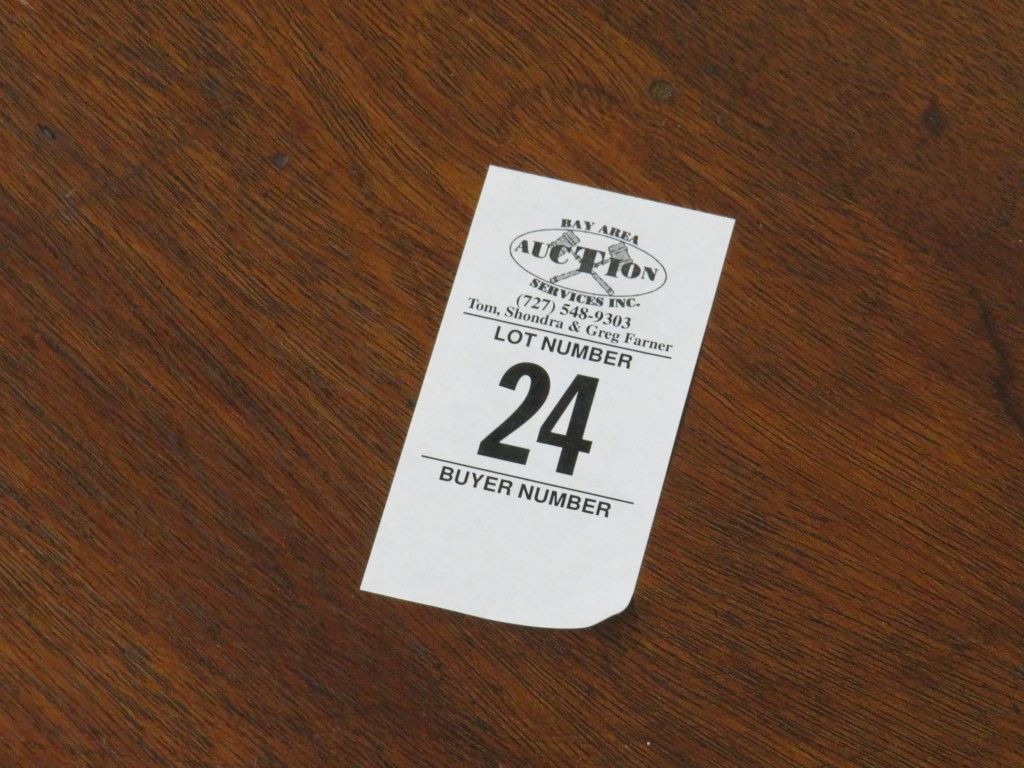 BAY AREA
AUCTION
SERVICES INC.
(727) 548-9303
Tom, Shondra & Greg Farner
LOT NUMBER
24
BUYER NUMBER